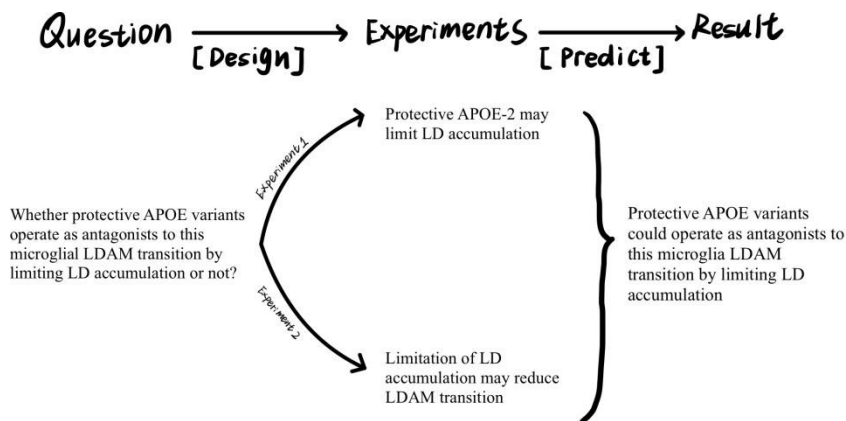 Question
[Design]
Experiments
[Predict]
Result
Experiment 1
Protective APOE-2 may
limit LD accumulation
Whether protective APOE variants
operate as antagonists to this
microglial LDAM transition by
limiting LD accumulation or not?
Protective APOE variants
could operate as antagonists to
this microglia LDAM
transition by limiting LD
accumulation
Experiment 2
Limitation of LD
accumulation may reduce
LDAM transition